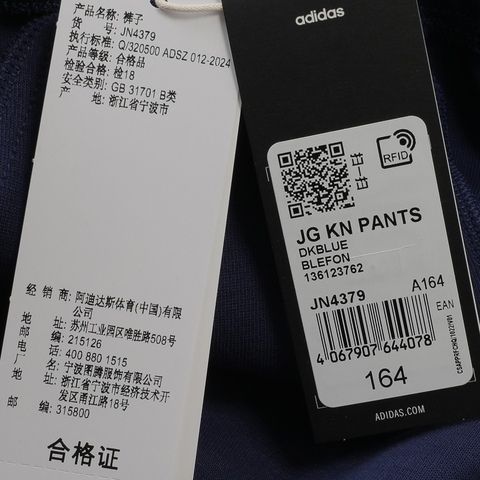 产品名称: 裤子
货 号: JN4379
执行标准: Q/320500 ADSZ 012-2024
产品等级: 合格品
检验合格: 检18
安全类别: GB 31701 B类
产 地: 浙江省宁波市
经 销 商: 阿迪达斯体育(中国)有限
公司
地 址: 苏州工业园区唯胜路508号
邮 编: 215126
电 话: 400 880 1515
厂 名: 宁波图腾服饰有限公司
地 址: 浙江省宁波市经济技术开
发区甬江路18号
邮 编: 315800
合格证
adidas
RFID
JG KN PANTS
DKBLUE
BLEFON
136123762
JN4379
A164
EAN
4 067907 644078
164
ADIDAS.COM